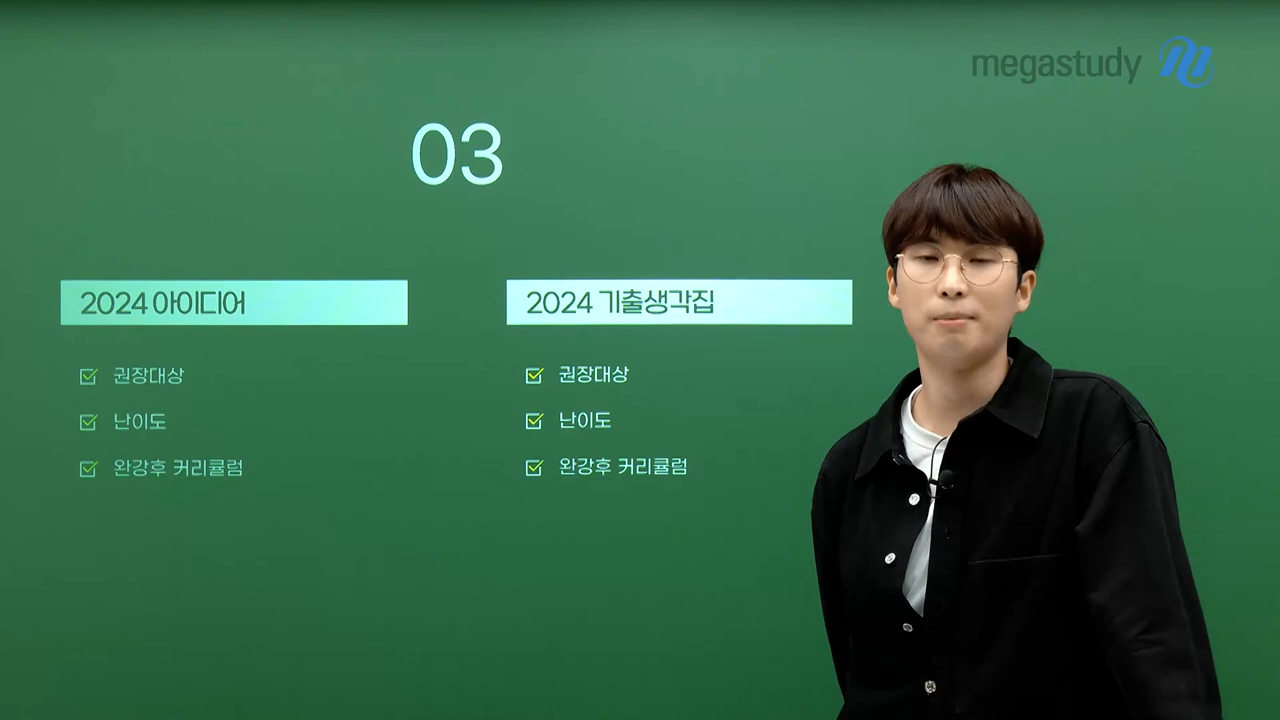 megastudy
03
2024 아이디어
권장대상
난이도
완강후 커리큘럼
2024 기출생각집
권장대상
난이도
완강후 커리큘럼